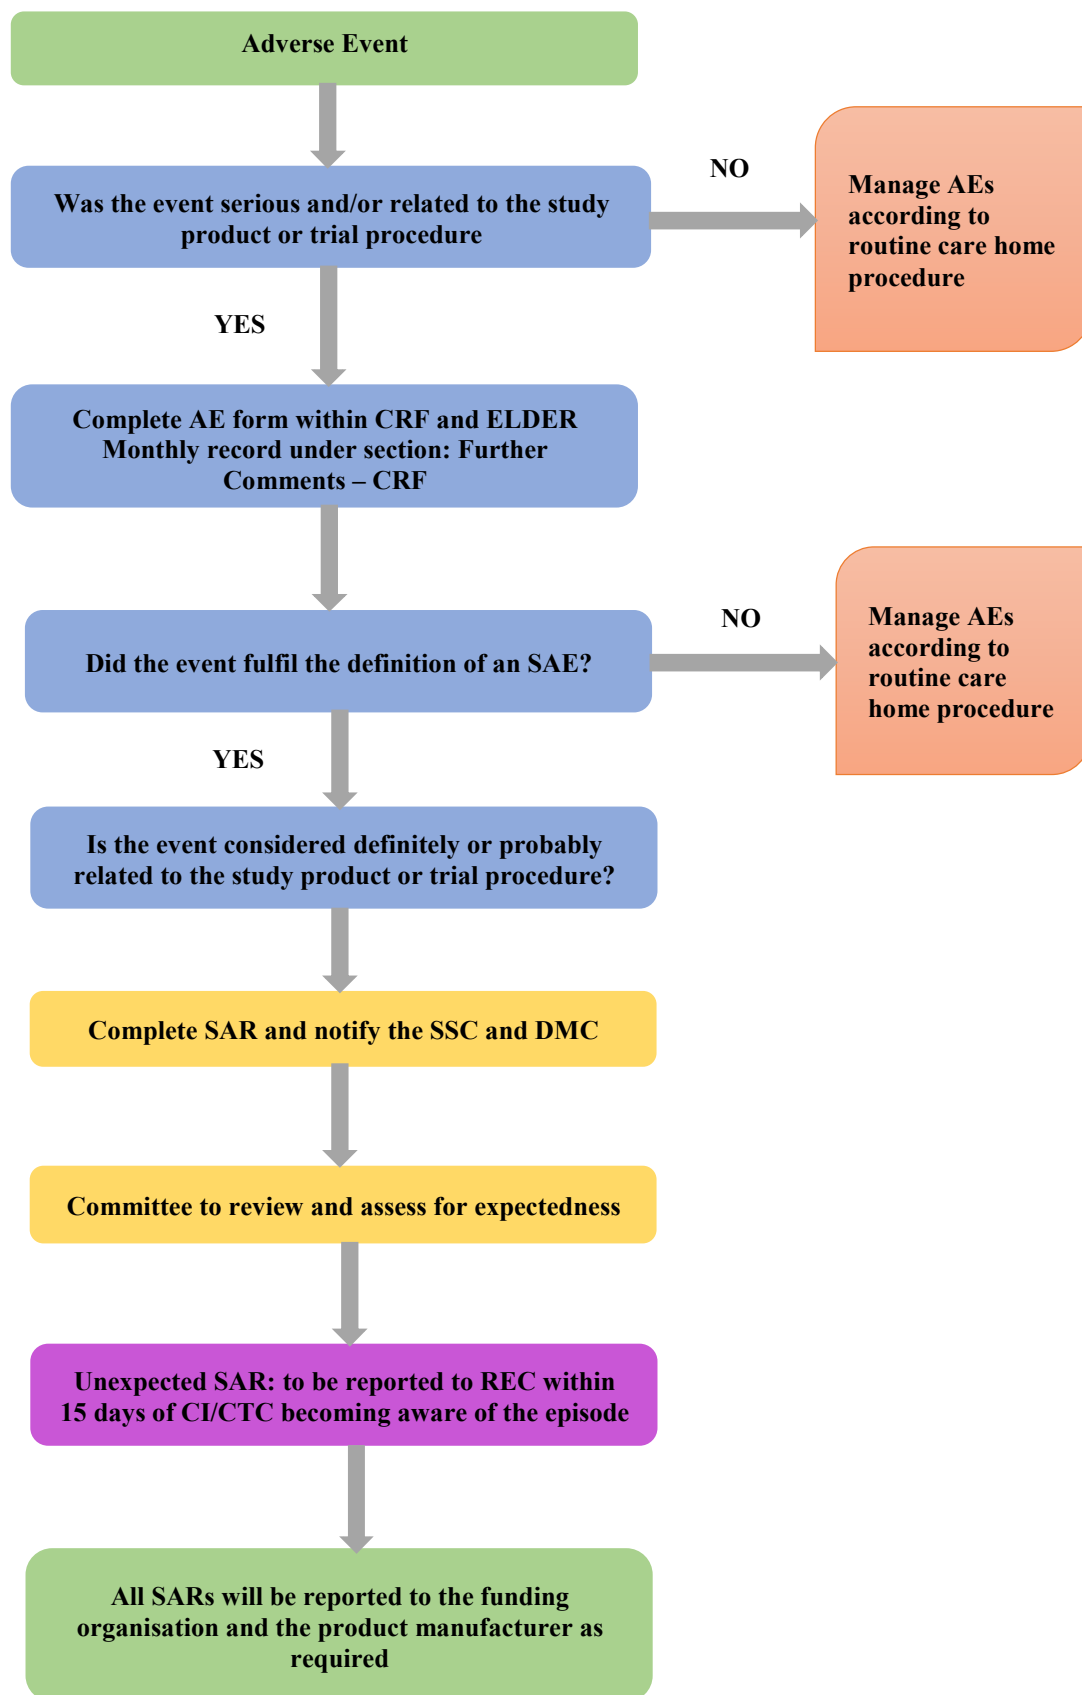 Adverse Event
Was the event serious and/or related to the study
product or trial procedure
NO
Manage AEs
according to
routine care home
procedure
YES
Complete AE form within CRF and ELDER
Monthly record under section: Further
Comments – CRF
Did the event fulfil the definition of an SAE?
NO
Manage AEs
according to
routine care
home procedure
YES
Is the event considered definitely or probably
related to the study product or trial procedure?
Complete SAR and notify the SSC and DMC
Committee to review and assess for expectedness
Unexpected SAR: to be reported to REC within
15 days of CI/CTC becoming aware of the episode
All SARs will be reported to the funding
organisation and the product manufacturer as
required